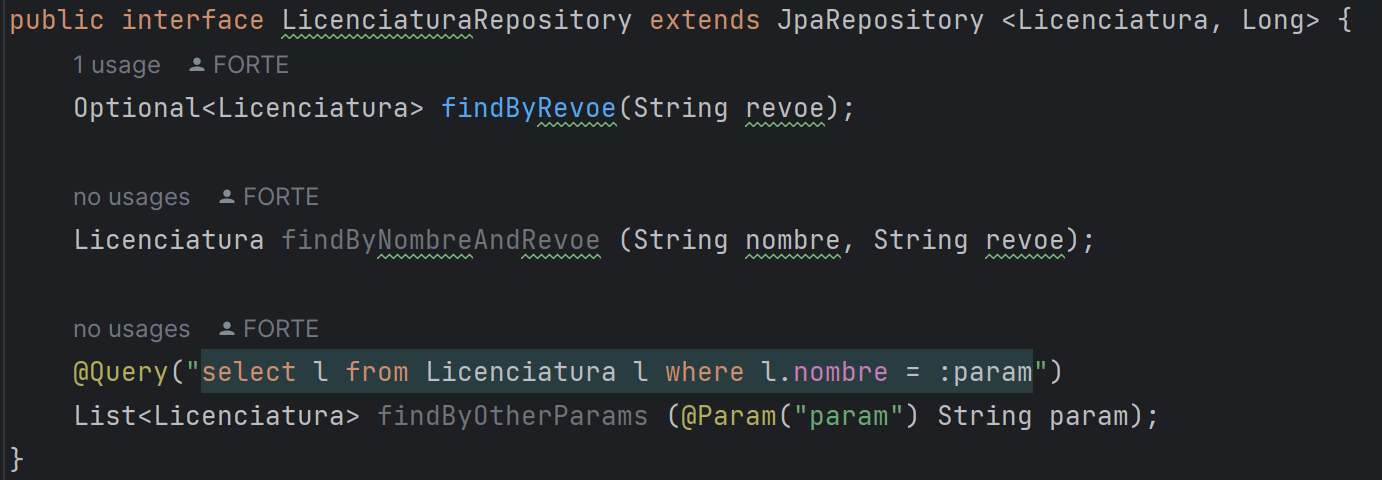 public interface LicenciaturaRepository extends JpaRepository <Licenciatura, Long> {
1 usage FORTE
Optional<Licenciatura> findByRevoe(String revoe);
no usages FORTE
Licenciatura findByNombreAndRevoe (String nombre, String revoe);
no usages FORTE
@Query("select l from Licenciatura l where l.nombre = :param")
List<Licenciatura> findByOtherParams (@Param("param") String param);
}